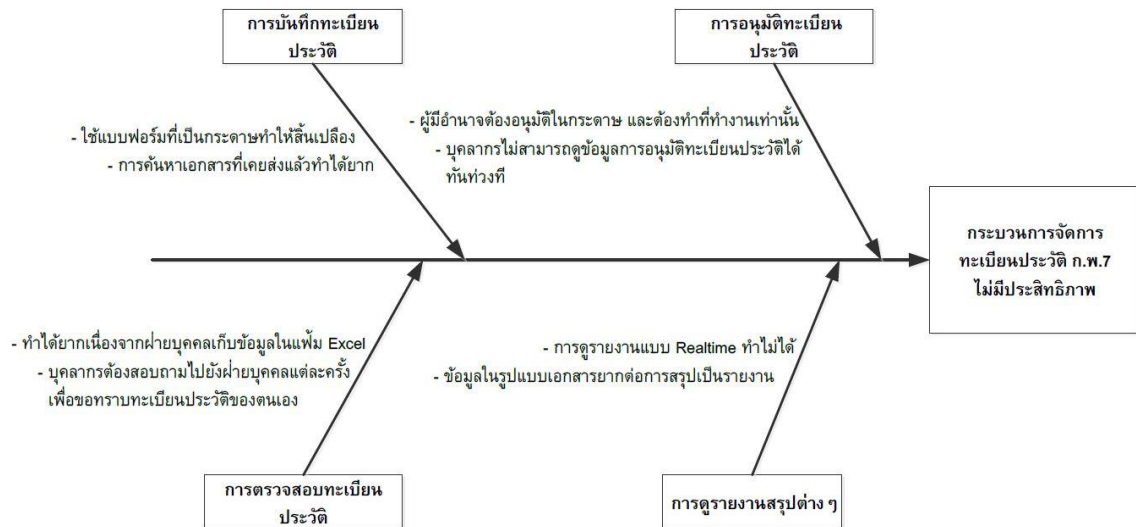 การบันทึกทะเบียน
ประวัติ
การอนุมัติทะเบียน
ประวัติ
- ใช้แบบฟอร์มที่เป็นกระดาษทำให้สิ้นเปลือง
- การค้นหาเอกสารที่เคยส่งแล้วทำได้ยาก
- ผู้มีอำนาจต้องอนุมัติในกระดาษ และต้องทำที่ทำงานเท่านั้น
- บุคลากรไม่สามารถดูข้อมูลการอนุมัติทะเบียนประวัติได้
ทันท่วงที
กระบวนการจัดการ
ทะเบียนประวัติ ก.พ.7
ไม่มีประสิทธิภาพ
- ทำได้ยากเนื่องจากฝ่ายบุคคลเก็บข้อมูลในแฟ้ม Excel
- บุคลากรต้องสอบถามไปยังฝ่ายบุคคลแต่ละครั้ง
เพื่อขอทราบทะเบียนประวัติของตนเอง
- การดูรายงานแบบ Realtime ทำไม่ได้
- ข้อมูลในรูปแบบเอกสารยากต่อการสรุปเป็นรายงาน
การตรวจสอบทะเบียน
ประวัติ
การดูรายงานสรุปต่าง ๆ